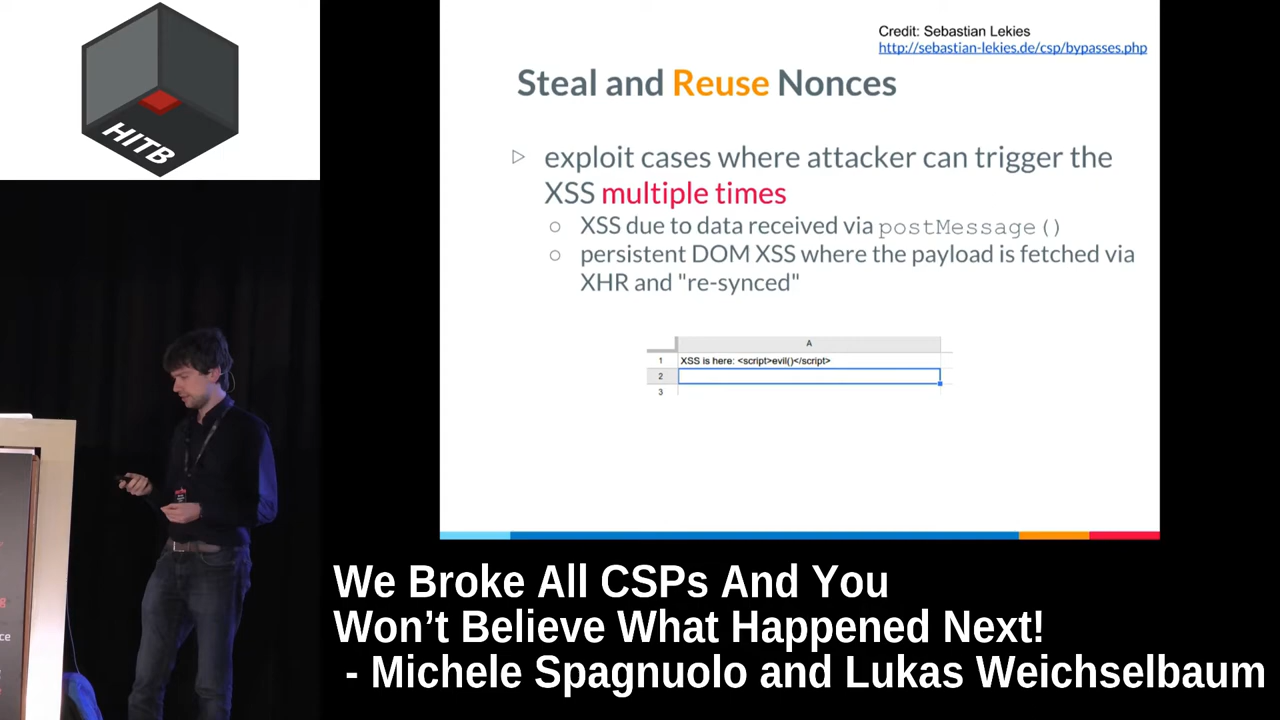 HITB
Credit: Sebastian Lekies
http://sebastian-lekies.de/csp/bypasses.php
Steal and Reuse Nonces
exploit cases where attacker can trigger the
XSS multiple times
XSS due to data received via postMessage()
persistent DOM XSS where the payload is fetched via
XHR and "re-synced"
A
1 XSS is here: <script>evil()</script>
2
3
ce
We Broke All CSPs And You
Won’t Believe What Happened Next!
- Michele Spagnuolo and Lukas Weichselbaum